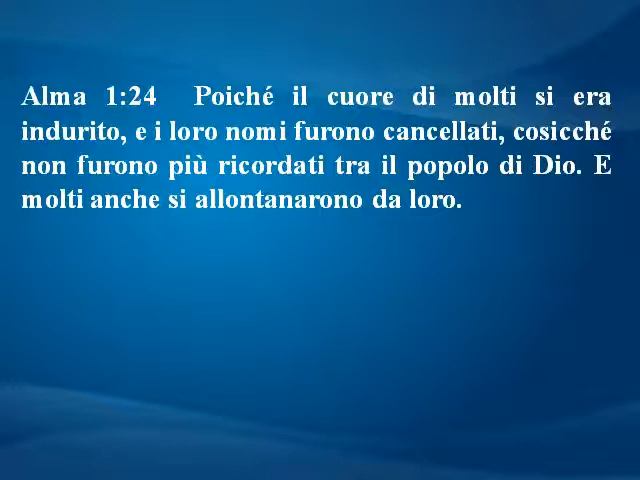 Alma 1:24 Poiché il cuore di molti si era
indurito, e i loro nomi furono cancellati, cosicché
non furono più ricordati tra il popolo di Dio. E
molti anche si allontanarono da loro.